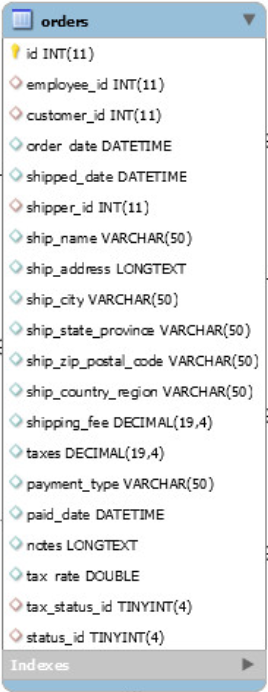 orders
id INT(11)
employee_id INT(11)
customer_id INT(11)
order_date DATETIME
shipped_date DATETIME
shipper_id INT(11)
ship_name VARCHAR(50)
ship_address LONGTEXT
ship_city VARCHAR(50)
ship_state_province VARCHAR(50)
ship_zip_postal_code VARCHAR(50)
ship_country_region VARCHAR(50)
shipping_fee DECIMAL(19,4)
taxes DECIMAL(19,4)
payment_type VARCHAR(50)
paid_date DATETIME
notes LONGTEXT
tax_rate DOUBLE
tax_status_id TINYINT(4)
status_id TINYINT(4)
Indexes